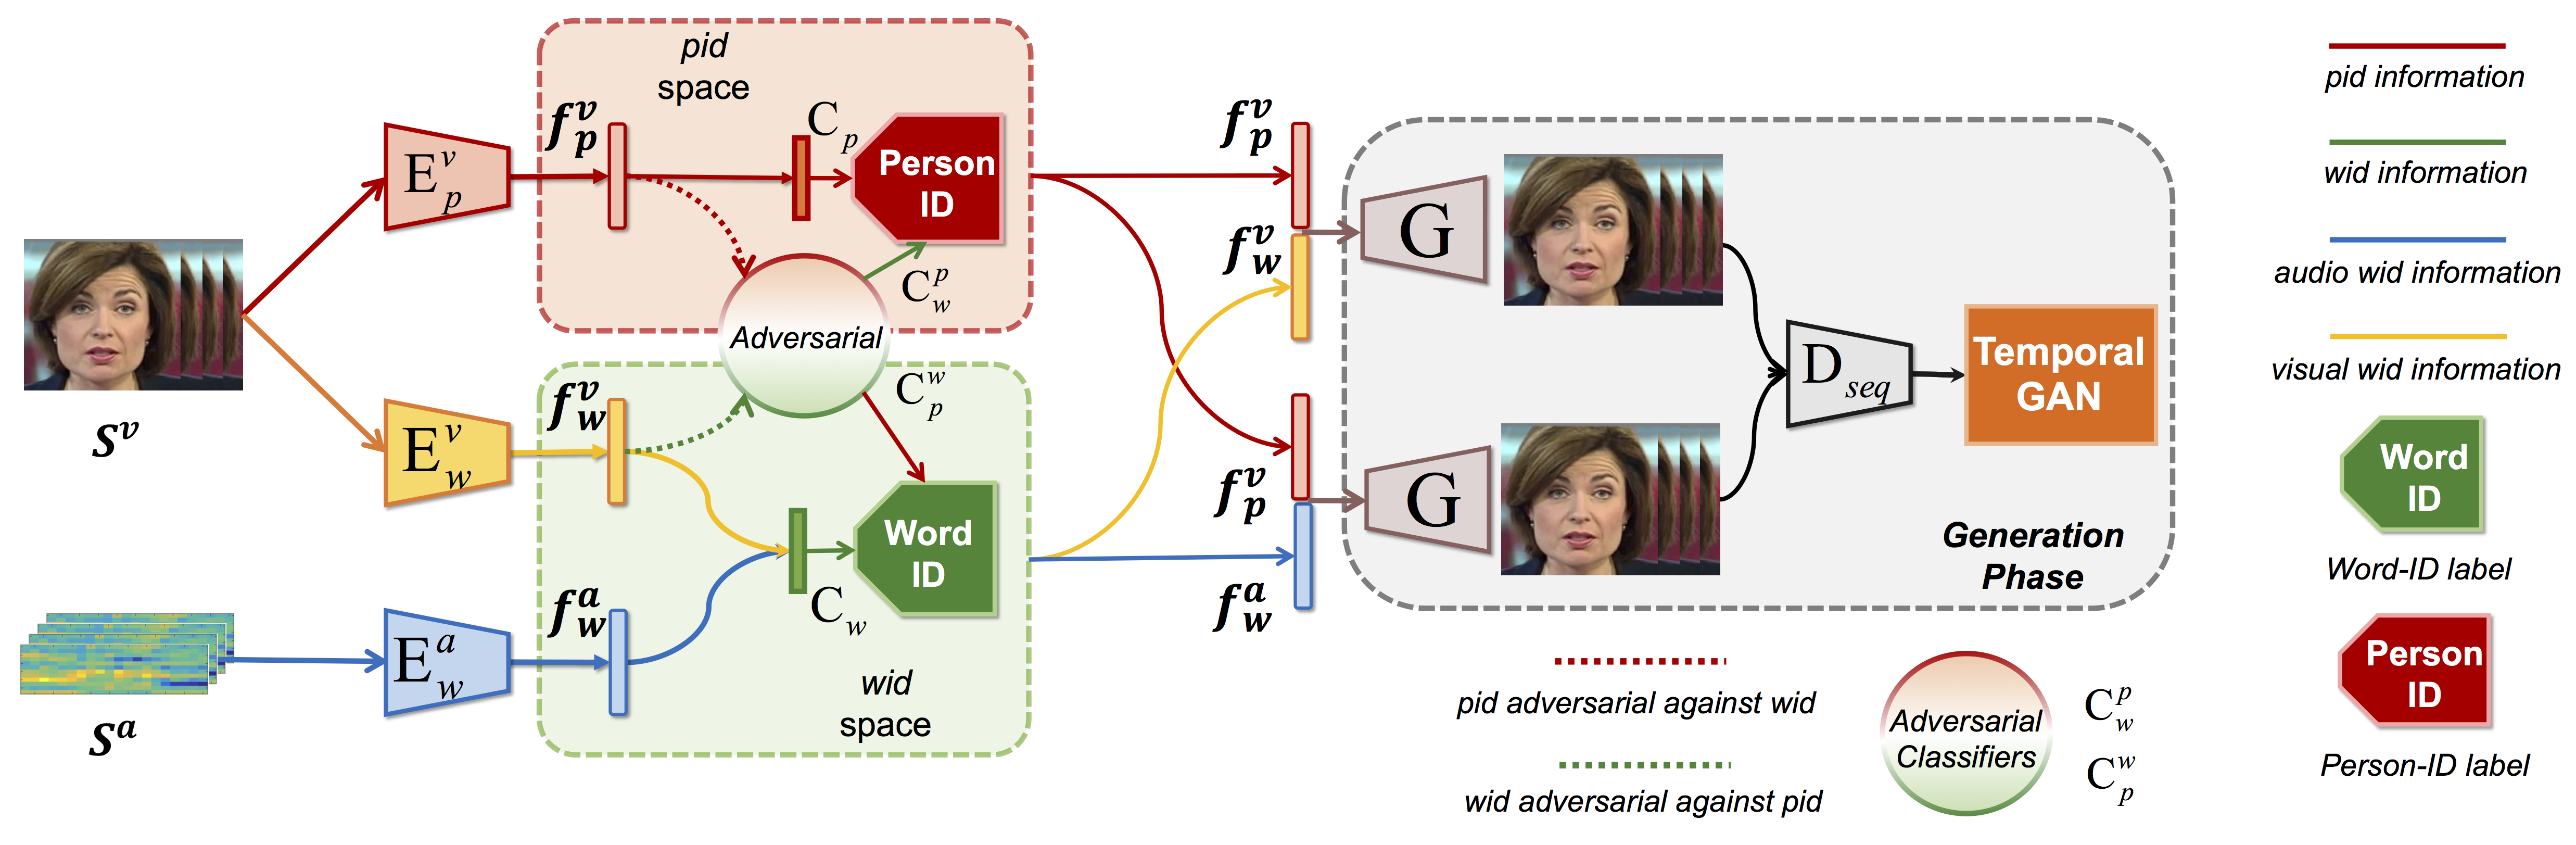 pid
space
f_p^v
C_p
E_p^v
Person
ID
C_w^p
S^v
Adversarial
C_p^w
f_w^v
E_w^v
Word
ID
C_w
f_w^a
E_w^a
S^a
wid
space
f_p^v
f_w^v
G
f_p^v
f_w^a
G
D_seq
Temporal
GAN
Generation
Phase
pid information
wid information
audio wid information
visual wid information
Word
ID
Word-ID label
Person
ID
Person-ID label
pid adversarial against wid
wid adversarial against pid
Adversarial
Classifiers
C_w^p
C_p^w